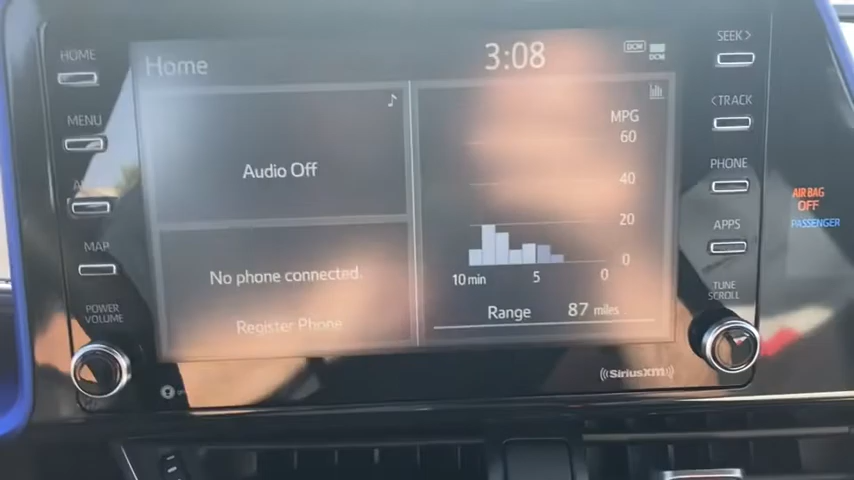 HOME
MENU
MAP
POWER
VOLUME
Home
3:08
DCM
DCM
Audio Off
No phone connected.
Register Phone
MPG
60
40
20
0
10 min
5
0
Range 87 miles
((SiriusXM))
SEEK >
< TRACK
PHONE
APPS
TUNE
SCROLL
AIR BAG
OFF
PASSENGER